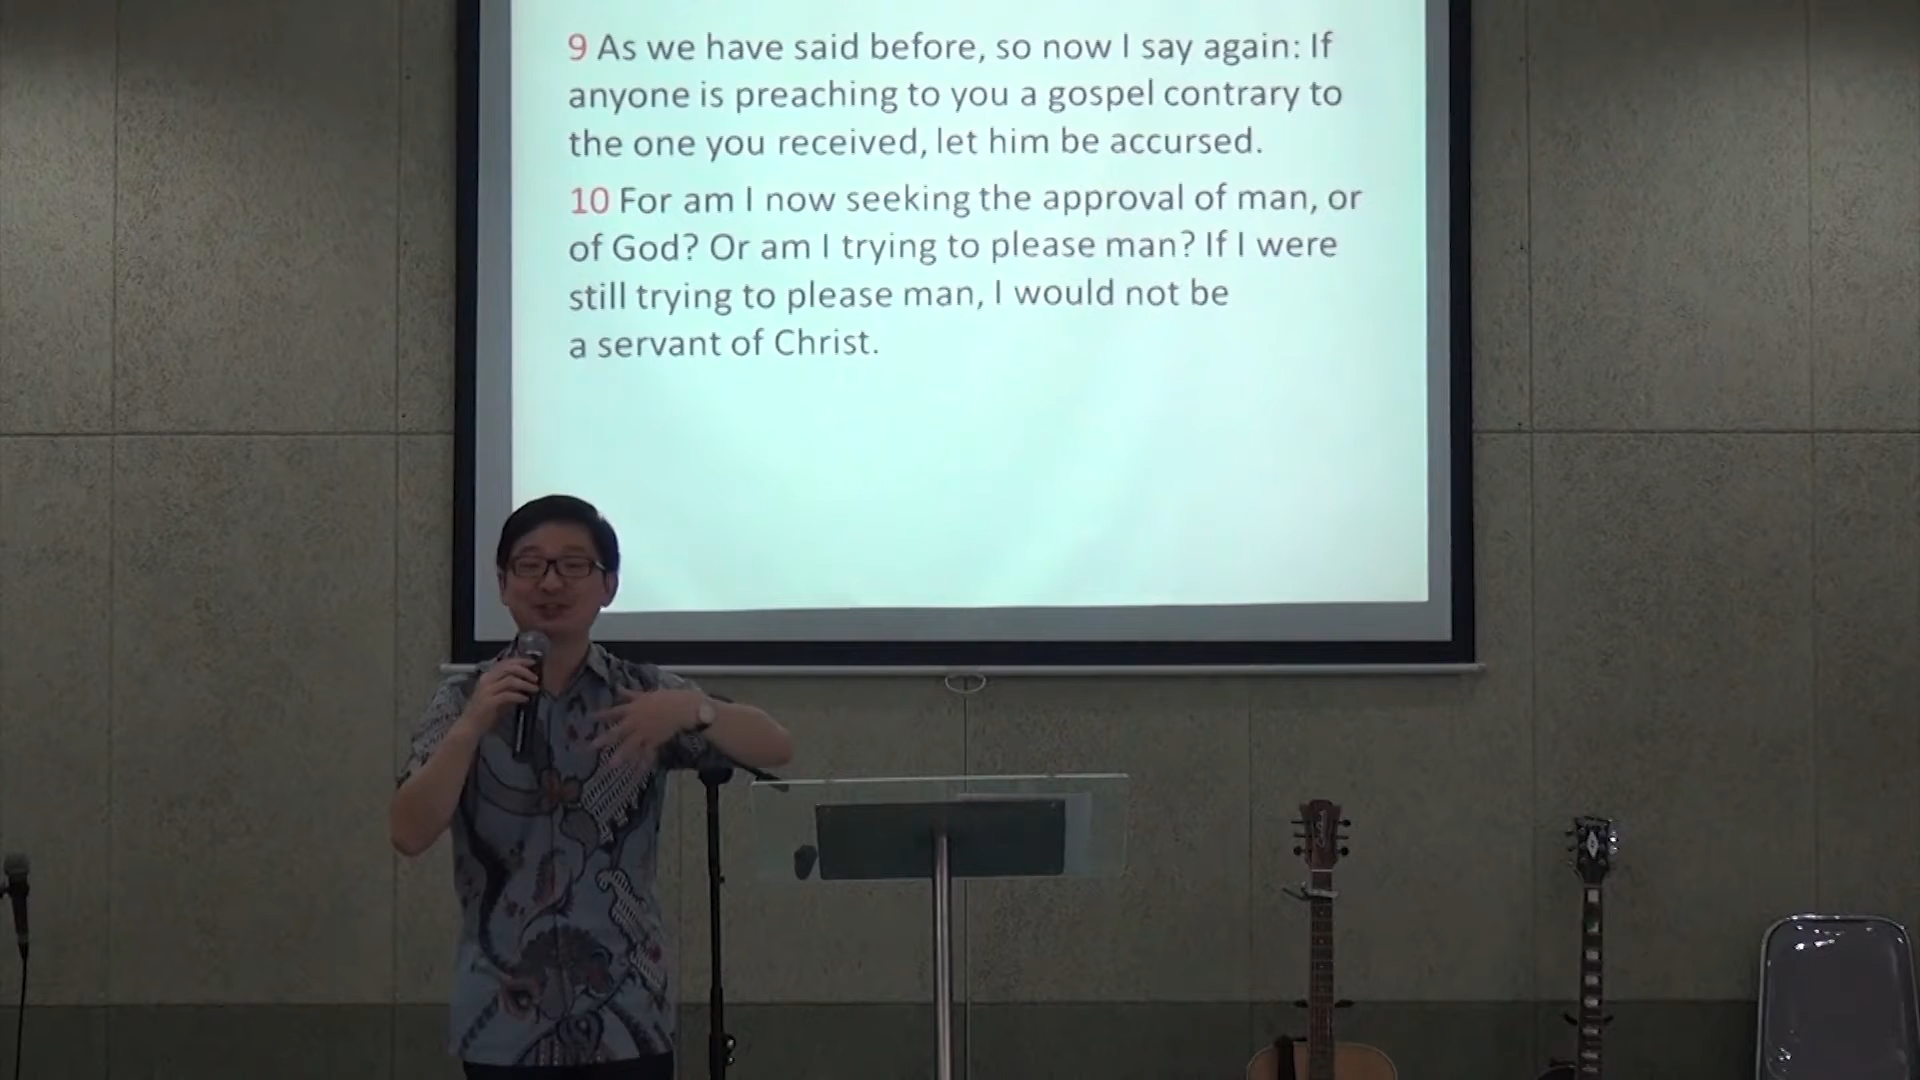 9 As we have said before, so now I say again: If
anyone is preaching to you a gospel contrary to
the one you received, let him be accursed.
10 For am I now seeking the approval of man, or
of God? Or am I trying to please man? If I were
still trying to please man, I would not be
a servant of Christ.